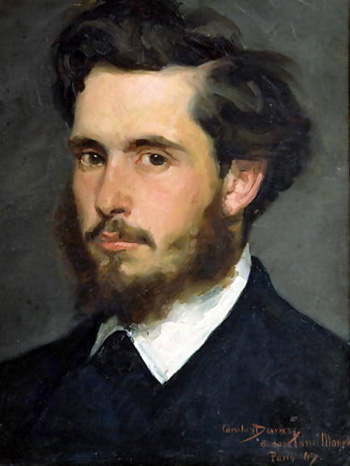 Carolus Duran
à son ami Monet
Paris 67